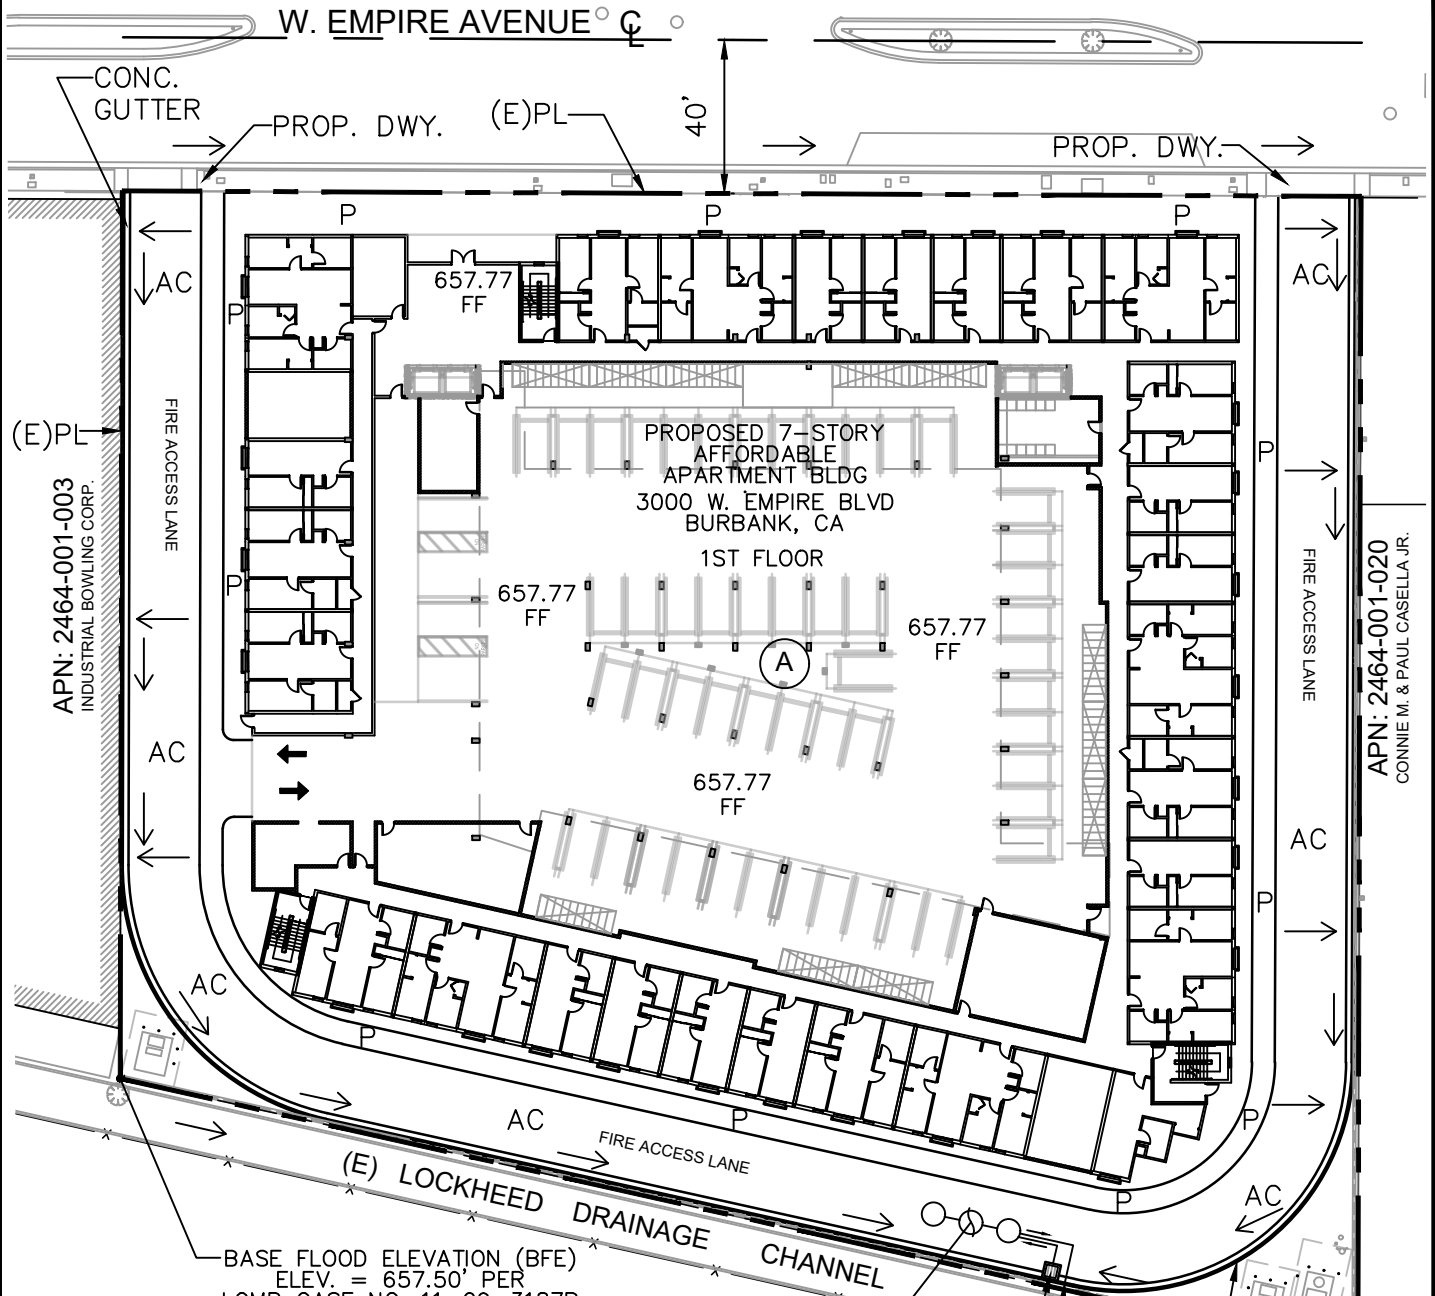 W. EMPIRE AVENUE ℄
CONC.
GUTTER
PROP. DWY.
(E)PL
40'
PROP. DWY.
P
P
P
AC
P
657.77
FF
AC
(E)PL
FIRE ACCESS LANE
APN: 2464-001-003
INDUSTRIAL BOWLING CORP.
P
PROPOSED 7-STORY
AFFORDABLE
APARTMENT BLDG
3000 W. EMPIRE BLVD
BURBANK, CA
1ST FLOOR
P
657.77
FF
657.77
FF
A
657.77
FF
FIRE ACCESS LANE
APN: 2464-001-020
CONNIE M. & PAUL CASELLA JR.
AC
AC
P
AC
P
AC
P
P
FIRE ACCESS LANE
P
AC
(E) LOCKHEED DRAINAGE CHANNEL
BASE FLOOD ELEVATION (BFE)
ELEV. = 657.50' PER